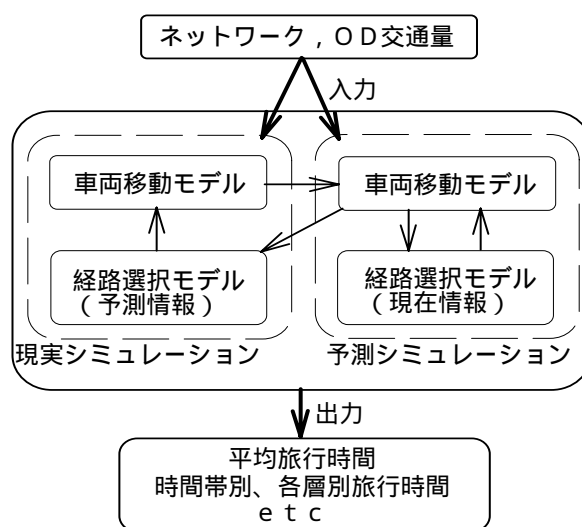 ネットワーク，ＯＤ交通量
入力
車両移動モデル
車両移動モデル
経路選択モデル
（予測情報）
経路選択モデル
（現在情報）
現実シミュレーション
予測シミュレーション
出力
平均旅行時間
時間帯別、各層別旅行時間
ｅｔｃ